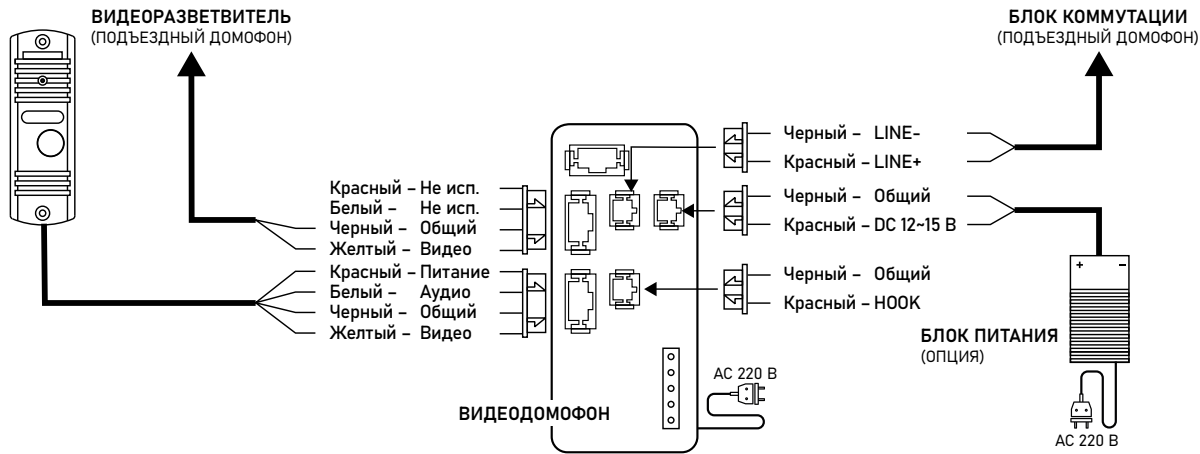 ВИДЕОРАЗВЕТВИТЕЛЬ
(ПОДЪЕЗДНЫЙ ДОМОФОН)
БЛОК КОММУТАЦИИ
(ПОДЪЕЗДНЫЙ ДОМОФОН)
Черный – LINE-
Красный – LINE+
Черный – Общий
Красный – DC 12~15 В
Черный – Общий
Красный – HOOK
Красный – Не исп.
Белый – Не исп.
Черный – Общий
Желтый – Видео
Красный – Питание
Белый – Аудио
Черный – Общий
Желтый – Видео
+ –
БЛОК ПИТАНИЯ
(ОПЦИЯ)
AC 220 В
ВИДЕОДОМОФОН
AC 220 В